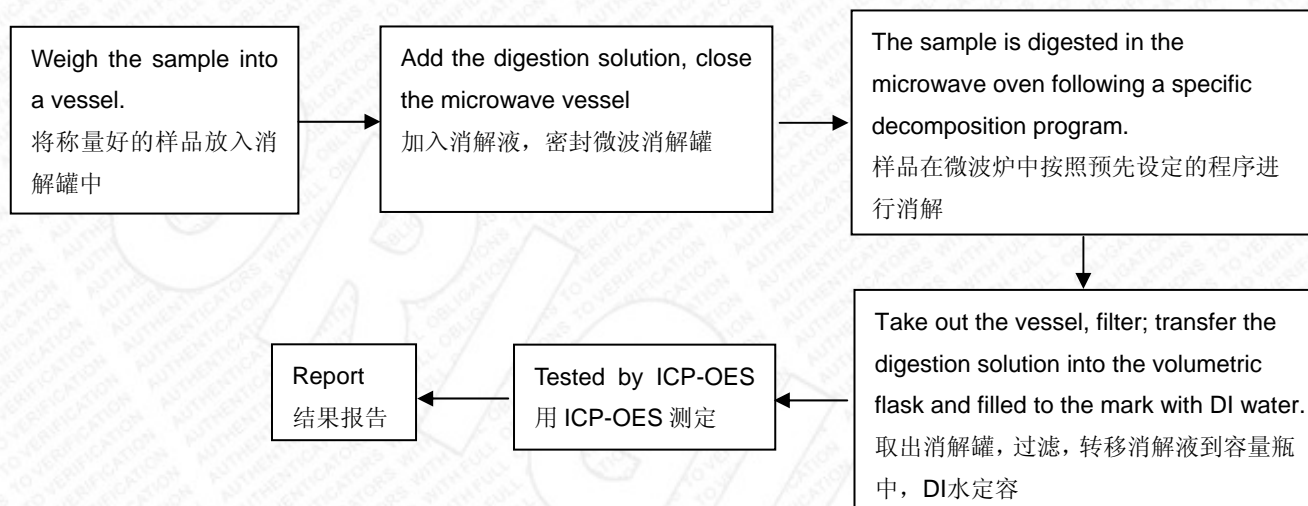 Weigh the sample into
a vessel.
将称量好的样品放入消
解罐中
Add the digestion solution, close
the microwave vessel
加入消解液，密封微波消解罐
The sample is digested in the
microwave oven following a specific
decomposition program.
样品在微波炉中按照预先设定的程序进
行消解
Take out the vessel, filter; transfer the
digestion solution into the volumetric
flask and filled to the mark with DI water.
取出消解罐，过滤，转移消解液到容量瓶
中，DI水定容
Tested by ICP-OES
用 ICP-OES 测定
Report
结果报告